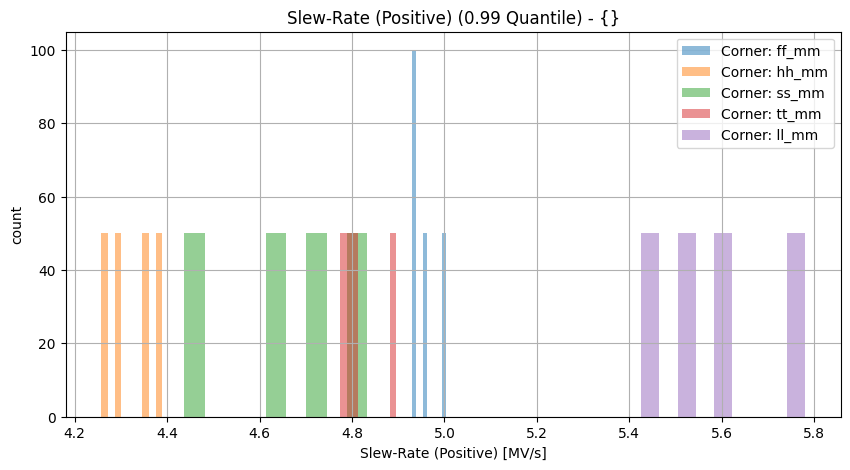 Slew-Rate (Positive) (0.99 Quantile) - {}
count
100
80
60
40
20
0
Corner: ff_mm
Corner: hh_mm
Corner: ss_mm
Corner: tt_mm
Corner: ll_mm
4.2 4.4 4.6 4.8 5.0 5.2 5.4 5.6 5.8
Slew-Rate (Positive) [MV/s]